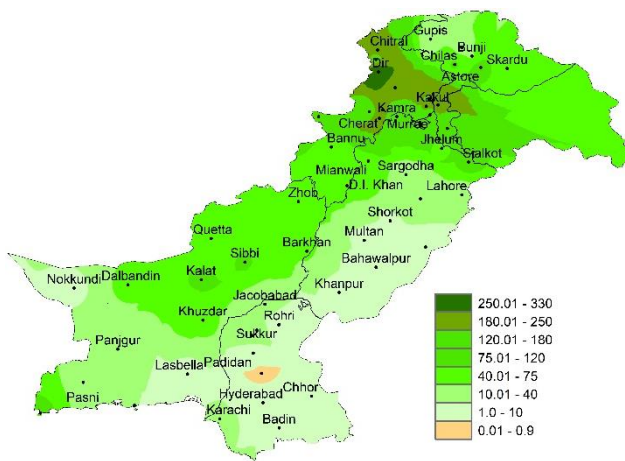 Gupis
Chitral
Bunji
Chilas
Skardu
Dir
Astore
Kakul
Kamra
Cherat
Murree
Bannu
Jhelum
Sialkot
Mianwali
Sargodha
D.I. Khan
Lahore
Zhob
Shorkot
Quetta
Multan
Sibbi
Barkhan
Bahawalpur
Nokkundi
Dalbandin
Kalat
Khanpur
Jacobabad
Khuzdar
Rohri
Sukkur
Panjgur
Padidan
Lasbella
Pasni
Chhor
Hyderabad
Karachi
Badin
250.01 - 330
180.01 - 250
120.01 - 180
75.01 - 120
40.01 - 75
10.01 - 40
1.0 - 10
0.01 - 0.9